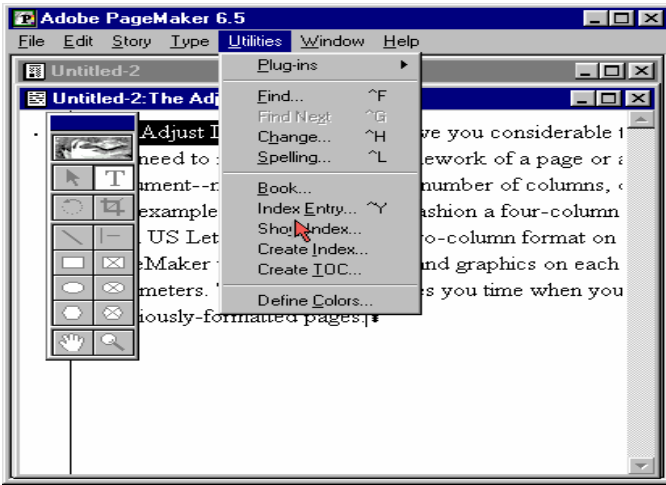 Adobe PageMaker 6.5
File Edit Story Type Utilities Window Help
Untitled-2
Untitled-2: The Adj
Plug-ins
Find... ^F
Find Next ^G
Change... ^H
Spelling... ^L
Book...
Index Entry... ^Y
Show Index...
Create Index...
Create TOC...
Define Colors...
Adjust ve you considerable
need to ework of a page or
ment-- number of columns,
example ashion a four-column
US Let o-column format on
eMaker nd graphics on each
meters. s you time when you
iously-formatted pages.
T